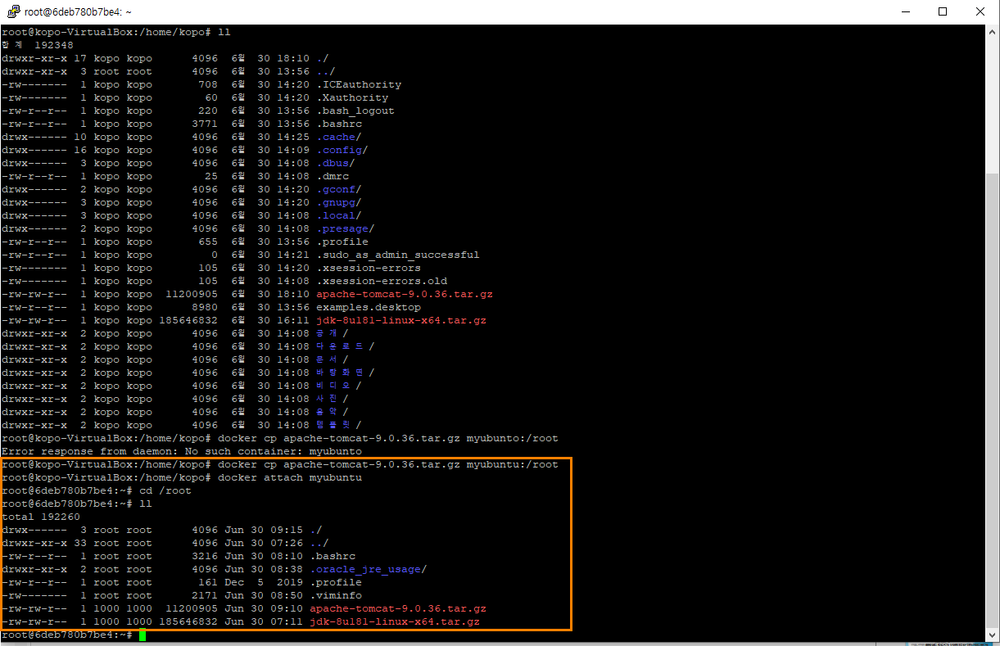 root@6deb780b7be4: ~
root@kopo-VirtualBox:/home/kopo# ll
합계 192348
drwxr-xr-x 17 kopo kopo      4096  6월  30 18:10 ./
drwxr-xr-x  3 root root      4096  6월  30 13:56 ../
-rw-------  1 kopo kopo       708  6월  30 14:20 .ICEauthority
-rw-------  1 kopo kopo        60  6월  30 14:20 .Xauthority
-rw-r--r--  1 kopo kopo       220  6월  30 13:56 .bash_logout
-rw-r--r--  1 kopo kopo      3771  6월  30 13:56 .bashrc
drwx------ 10 kopo kopo      4096  6월  30 14:25 .cache/
drwx------ 16 kopo kopo      4096  6월  30 14:09 .config/
drwx------  3 kopo kopo      4096  6월  30 14:08 .dbus/
-rw-r--r--  1 kopo kopo        25  6월  30 14:08 .dmrc
drwx------  2 kopo kopo      4096  6월  30 14:20 .gconf/
drwx------  3 kopo kopo      4096  6월  30 14:20 .gnupg/
drwx------  3 kopo kopo      4096  6월  30 14:08 .local/
drwx------  2 kopo kopo      4096  6월  30 14:08 .presage/
-rw-r--r--  1 kopo kopo       655  6월  30 13:56 .profile
-rw-r--r--  1 kopo kopo         0  6월  30 14:21 .sudo_as_admin_successful
-rw-------  1 kopo kopo       105  6월  30 14:20 .xsession-errors
-rw-------  1 kopo kopo       105  6월  30 14:08 .xsession-errors.old
-rw-rw-r--  1 kopo kopo  11200905  6월  30 18:10 apache-tomcat-9.0.36.tar.gz
-rw-r--r--  1 kopo kopo      8980  6월  30 13:56 examples.desktop
-rw-rw-r--  1 kopo kopo 185646832  6월  30 16:11 jdk-8u181-linux-x64.tar.gz
drwxr-xr-x  2 kopo kopo      4096  6월  30 14:08 공개/
drwxr-xr-x  2 kopo kopo      4096  6월  30 14:08 다운로드/
drwxr-xr-x  2 kopo kopo      4096  6월  30 14:08 문서/
drwxr-xr-x  2 kopo kopo      4096  6월  30 14:08 바탕화면/
drwxr-xr-x  2 kopo kopo      4096  6월  30 14:08 비디오/
drwxr-xr-x  2 kopo kopo      4096  6월  30 14:08 사진/
drwxr-xr-x  2 kopo kopo      4096  6월  30 14:08 음악/
drwxr-xr-x  2 kopo kopo      4096  6월  30 14:08 템플릿/
root@kopo-VirtualBox:/home/kopo# docker cp apache-tomcat-9.0.36.tar.gz myubunto:/root
Error response from daemon: No such container: myubunto
root@kopo-VirtualBox:/home/kopo# docker cp apache-tomcat-9.0.36.tar.gz myubuntu:/root
root@kopo-VirtualBox:/home/kopo# docker attach myubuntu
root@6deb780b7be4:~# cd /root
root@6deb780b7be4:~# ll
total 192260
drwx------  3 root root      4096 Jun 30 09:15 ./
drwxr-xr-x 33 root root      4096 Jun 30 07:26 ../
-rw-r--r--  1 root root      3216 Jun 30 08:10 .bashrc
drwxr-xr-x  2 root root      4096 Jun 30 08:38 .oracle_jre_usage/
-rw-r--r--  1 root root       161 Dec  5  2019 .profile
-rw-------  1 root root      2171 Jun 30 08:50 .viminfo
-rw-rw-r--  1 1000 1000  11200905 Jun 30 09:10 apache-tomcat-9.0.36.tar.gz
-rw-rw-r--  1 1000 1000 185646832 Jun 30 07:11 jdk-8u181-linux-x64.tar.gz
root@6deb780b7be4:~#